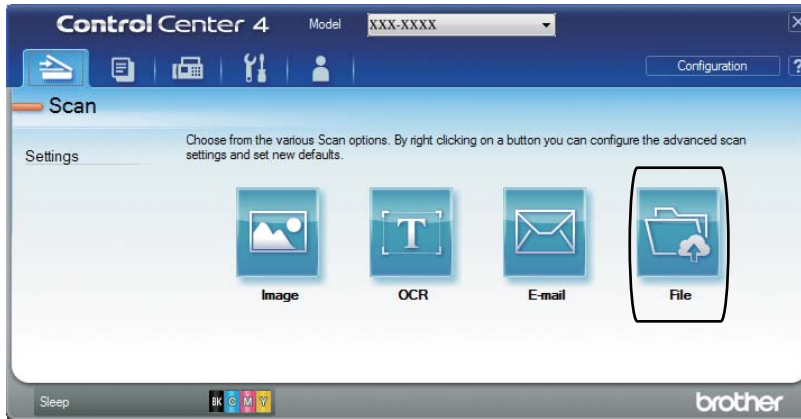 Control Center 4
Model
XXX-XXXX
Configuration
?
Scan
Settings
Choose from the various Scan options. By right clicking on a button you can configure the advanced scan
settings and set new defaults.
T
Image
OCR
E-mail
File
Sleep
BK C M Y
brother